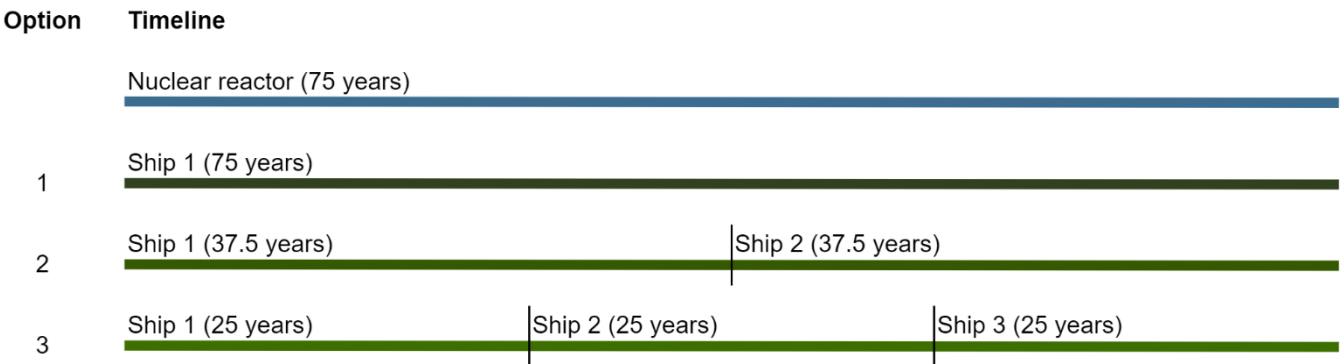 Option Timeline
Nuclear reactor (75 years)
Ship 1 (75 years)
1
Ship 1 (37.5 years) Ship 2 (37.5 years)
2
Ship 1 (25 years) Ship 2 (25 years) Ship 3 (25 years)
3